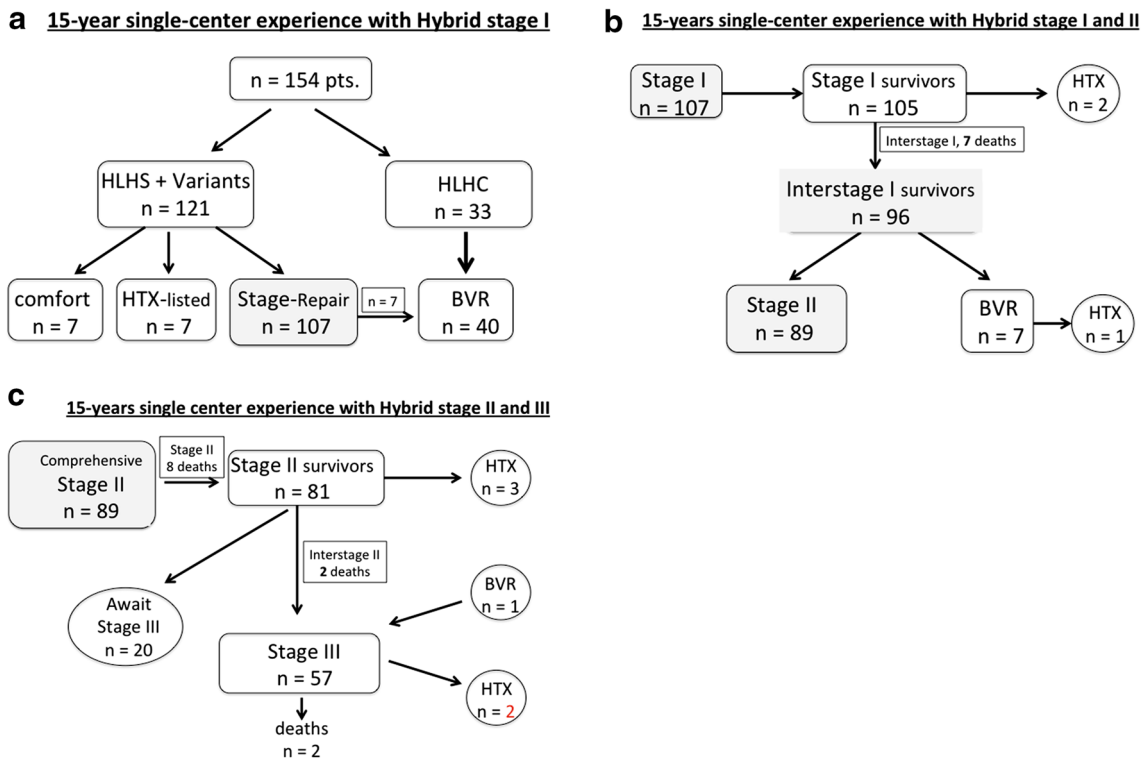 a 15-year single-center experience with Hybrid stage I
n = 154 pts.
HLHS + Variants
n = 121
HLHC
n = 33
comfort
n = 7
HTX-listed
n = 7
Stage-Repair
n = 107
n = 7
BVR
n = 40
b 15-years single-center experience with Hybrid stage I and II
Stage I
n = 107
Stage I survivors
n = 105
HTX
n = 2
Interstage I, 7 deaths
Interstage I survivors
n = 96
Stage II
n = 89
BVR
n = 7
HTX
n = 1
c 15-years single center experience with Hybrid stage II and III
Comprehensive
Stage II
n = 89
Stage II
8 deaths
Stage II survivors
n = 81
HTX
n = 3
Interstage II
2 deaths
Await
Stage III
n = 20
BVR
n = 1
Stage III
n = 57
HTX
n = 2
deaths
n = 2